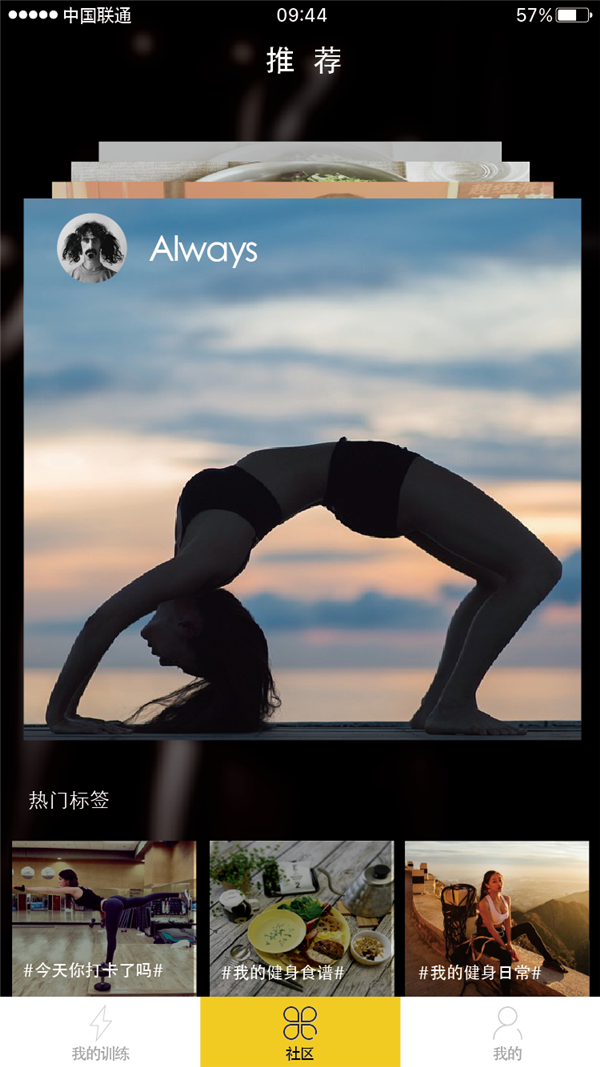 中国联通 09:44 57%
推荐
Always
热门标签
#今天你打卡了吗#
#我的健身食谱#
#我的健身日常#
我的训练
社区
我的